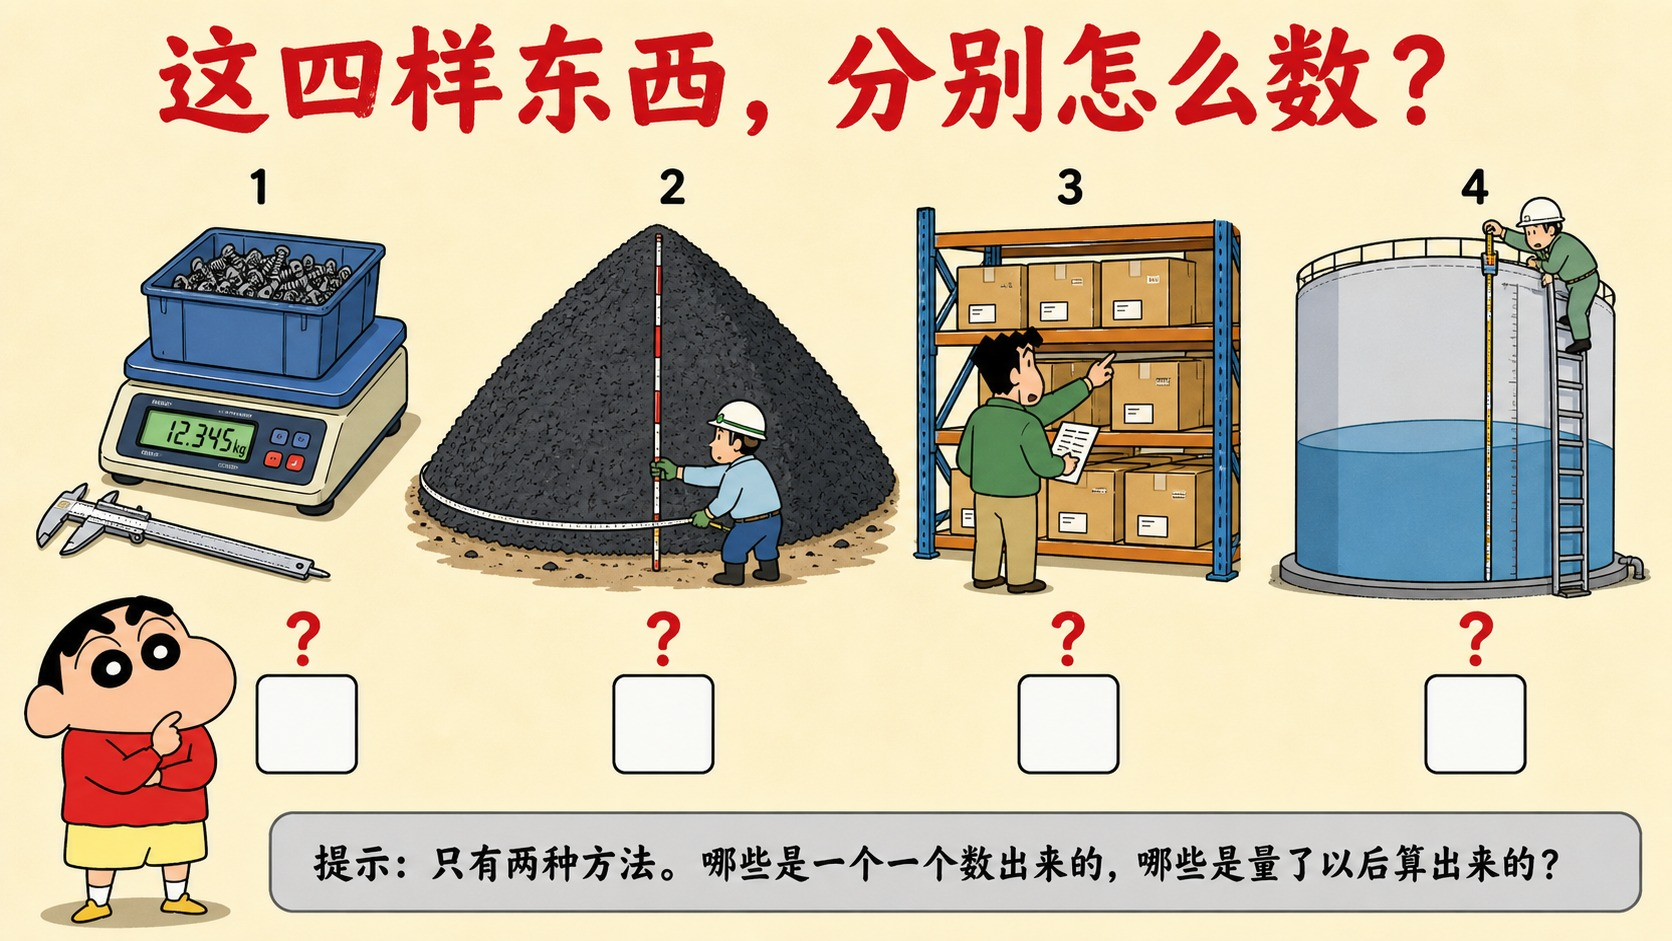 这四样东西，分别怎么数？
1
2
3
4
12.345kg
?
?
?
?
提示：只有两种方法。哪些是一个一个数出来的，哪些是量了以后算出来的？